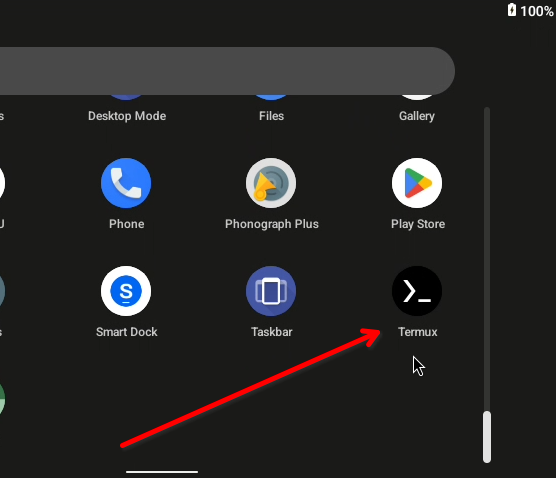 100%
s
Desktop Mode
Files
Gallery
U
Phone
Phonograph Plus
Play Store
s
Smart Dock
Taskbar
Termux